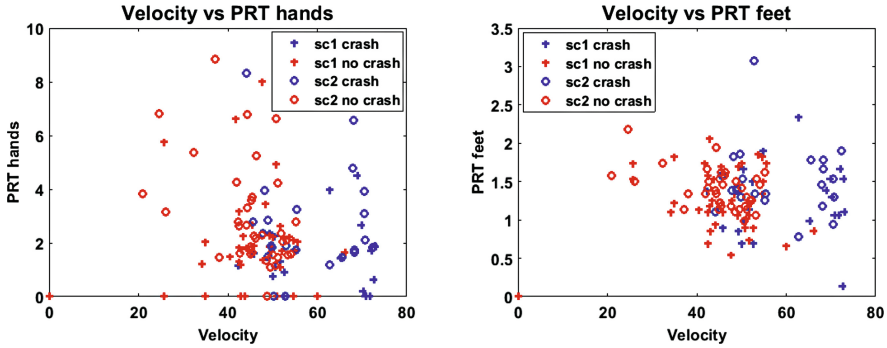 Velocity vs PRT hands
PRT hands
10
8
6
4
2
0
0 20 40 60 80
Velocity
sc1 crash
sc1 no crash
sc2 crash
sc2 no crash
Velocity vs PRT feet
PRT feet
3.5
3
2.5
2
1.5
1
0.5
0
0 20 40 60 80
Velocity
sc1 crash
sc1 no crash
sc2 crash
sc2 no crash